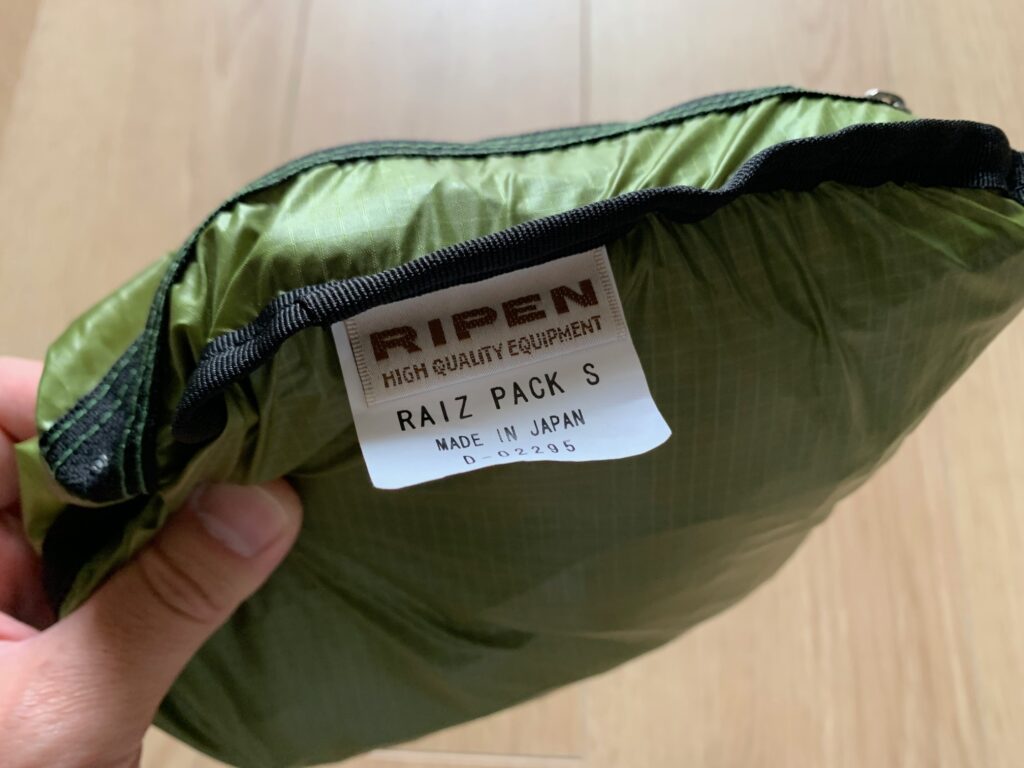 RIPEN
HIGH QUALITY EQUIPMENT
RAIZ PACK S
MADE IN JAPAN
D-02295